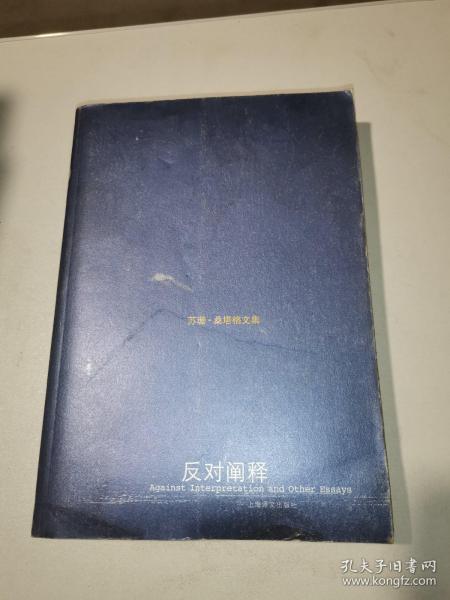 苏珊·桑塔格文集
反对阐释
Against Interpretation and Other Essays
上海译文出版社
孔夫子旧书网
www.kongfz.com